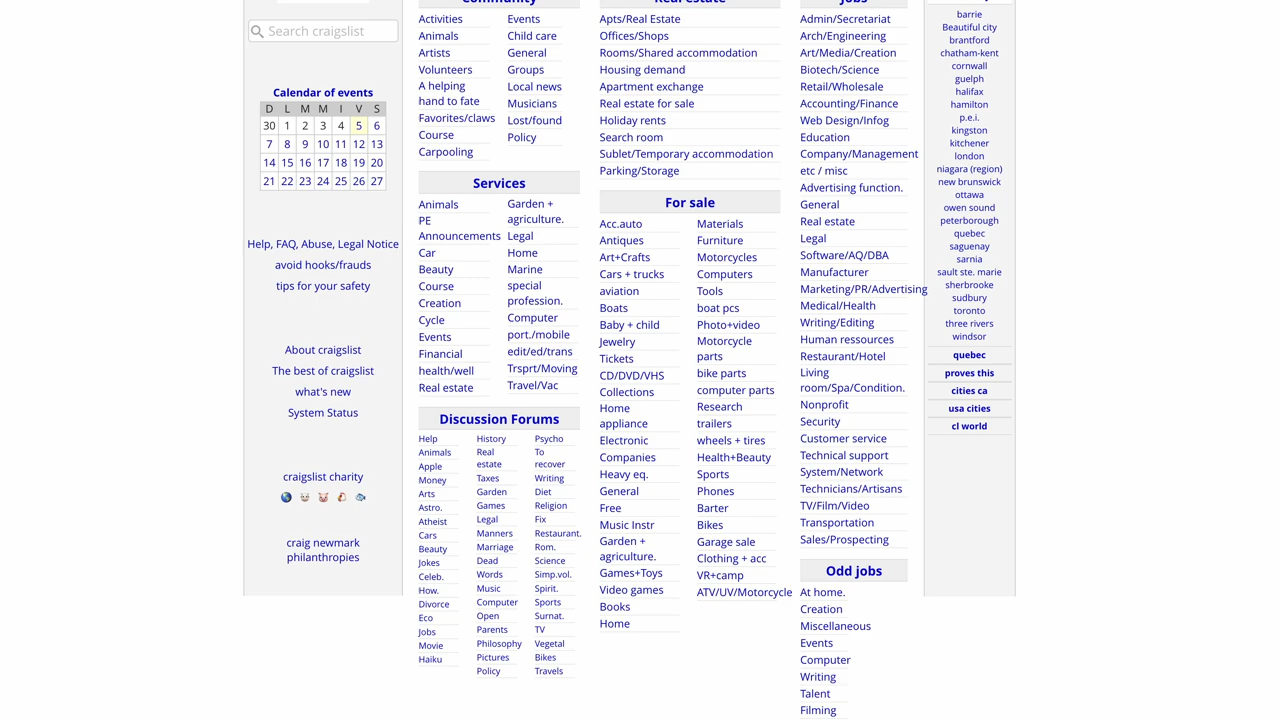 Search craigslist
Calendar of events
D L M M I V S
30 1 2 3 4 5 6
7 8 9 10 11 12 13
14 15 16 17 18 19 20
21 22 23 24 25 26 27
Help, FAQ, Abuse, Legal Notice
avoid hooks/frauds
tips for your safety
About craigslist
The best of craigslist
what's new
System Status
craigslist charity
craig newmark
philanthropies
Community
Activities
Animals
Artists
Volunteers
A helping
hand to fate
Favorites/claws
Course
Carpooling
Events
Child care
General
Groups
Local news
Musicians
Lost/found
Policy
Services
Animals
PE
Announcements
Car
Beauty
Course
Creation
Cycle
Events
Financial
health/well
Real estate
Garden +
agriculture.
Legal
Home
Marine
special
profession.
Computer
port./mobile
edit/ed/trans
Trsprt/Moving
Travel/Vac
Discussion Forums
Help
Animals
Apple
Money
Arts
Astro.
Atheist
Cars
Beauty
Jokes
Celeb.
How.
Divorce
Eco
Jobs
Movie
Haiku
History
Real
estate
Taxes
Garden
Games
Legal
Manners
Marriage
Dead
Words
Music
Computer
Open
Parents
Philosophy
Pictures
Policy
Psycho
To
recover
Writing
Diet
Religion
Fix
Restaurant.
Rom.
Science
Simp.vol.
Spirit.
Sports
Surnat.
TV
Vegetal
Bikes
Travels
Real Estate
Apts/Real Estate
Offices/Shops
Rooms/Shared accommodation
Housing demand
Apartment exchange
Real estate for sale
Holiday rents
Search room
Sublet/Temporary accommodation
Parking/Storage
For sale
Acc.auto
Antiques
Art+Crafts
Cars + trucks
aviation
Boats
Baby + child
Jewelry
Tickets
CD/DVD/VHS
Collections
Home
appliance
Electronic
Companies
Heavy eq.
General
Free
Music Instr
Garden +
agriculture.
Games+Toys
Video games
Books
Home
Materials
Furniture
Motorcycles
Computers
Tools
boat pcs
Photo+video
Motorcycle
parts
bike parts
computer parts
Research
trailers
wheels + tires
Health+Beauty
Sports
Phones
Barter
Bikes
Garage sale
Clothing + acc
VR+camp
ATV/UV/Motorcycle
Jobs
Admin/Secretariat
Arch/Engineering
Art/Media/Creation
Biotech/Science
Retail/Wholesale
Accounting/Finance
Web Design/Infog
Education
Company/Management
etc / misc
Advertising function.
General
Real estate
Legal
Software/AQ/DBA
Manufacturer
Marketing/PR/Advertising
Medical/Health
Writing/Editing
Human ressources
Restaurant/Hotel
Living
room/Spa/Condition.
Nonprofit
Security
Customer service
Technical support
System/Network
Technicians/Artisans
TV/Film/Video
Transportation
Sales/Prospecting
Odd jobs
At home.
Creation
Miscellaneous
Events
Computer
Writing
Talent
Filming
barrie
Beautiful city
brantford
chatham-kent
cornwall
guelph
halifax
hamilton
p.e.i.
kingston
kitchener
london
niagara (region)
new brunswick
ottawa
owen sound
peterborough
quebec
saguenay
sarnia
sault ste. marie
sherbrooke
sudbury
toronto
three rivers
windsor
quebec
proves this
cities ca
usa cities
cl world